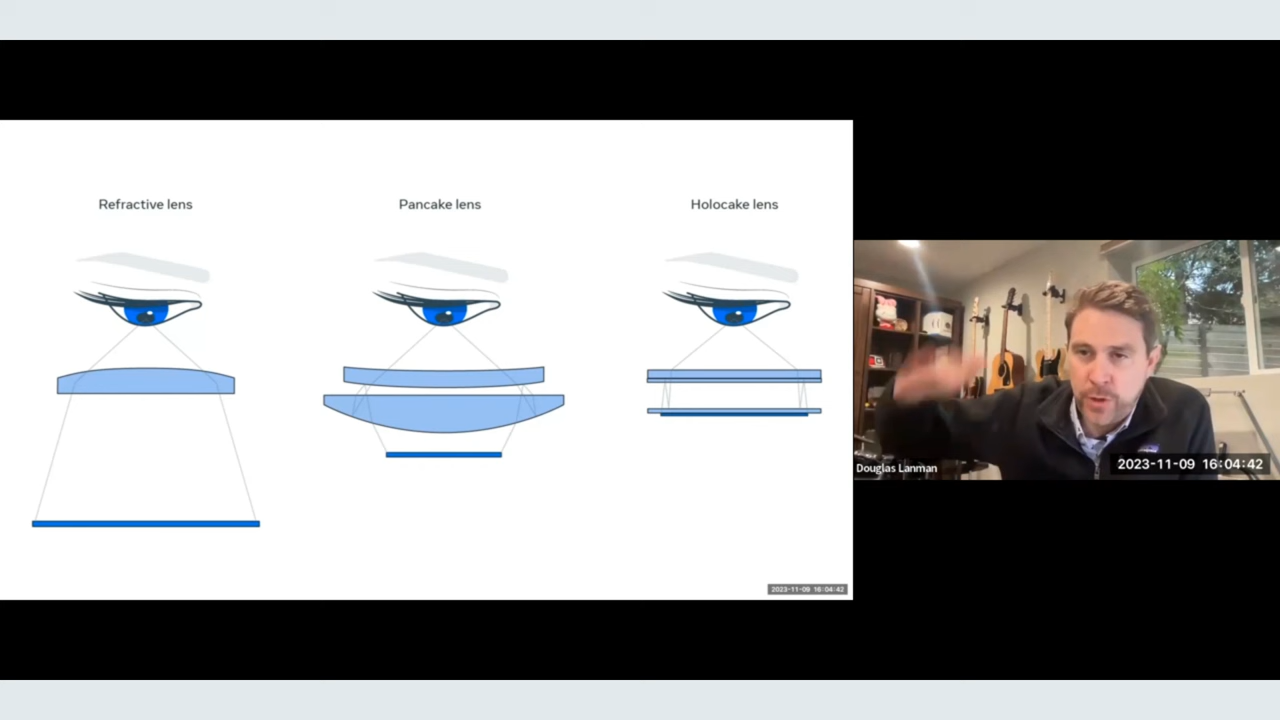 Refractive lens
Pancake lens
Holocake lens
Douglas Lanman
2023-11-09 16:04:42
2023-11-09 16:04:42